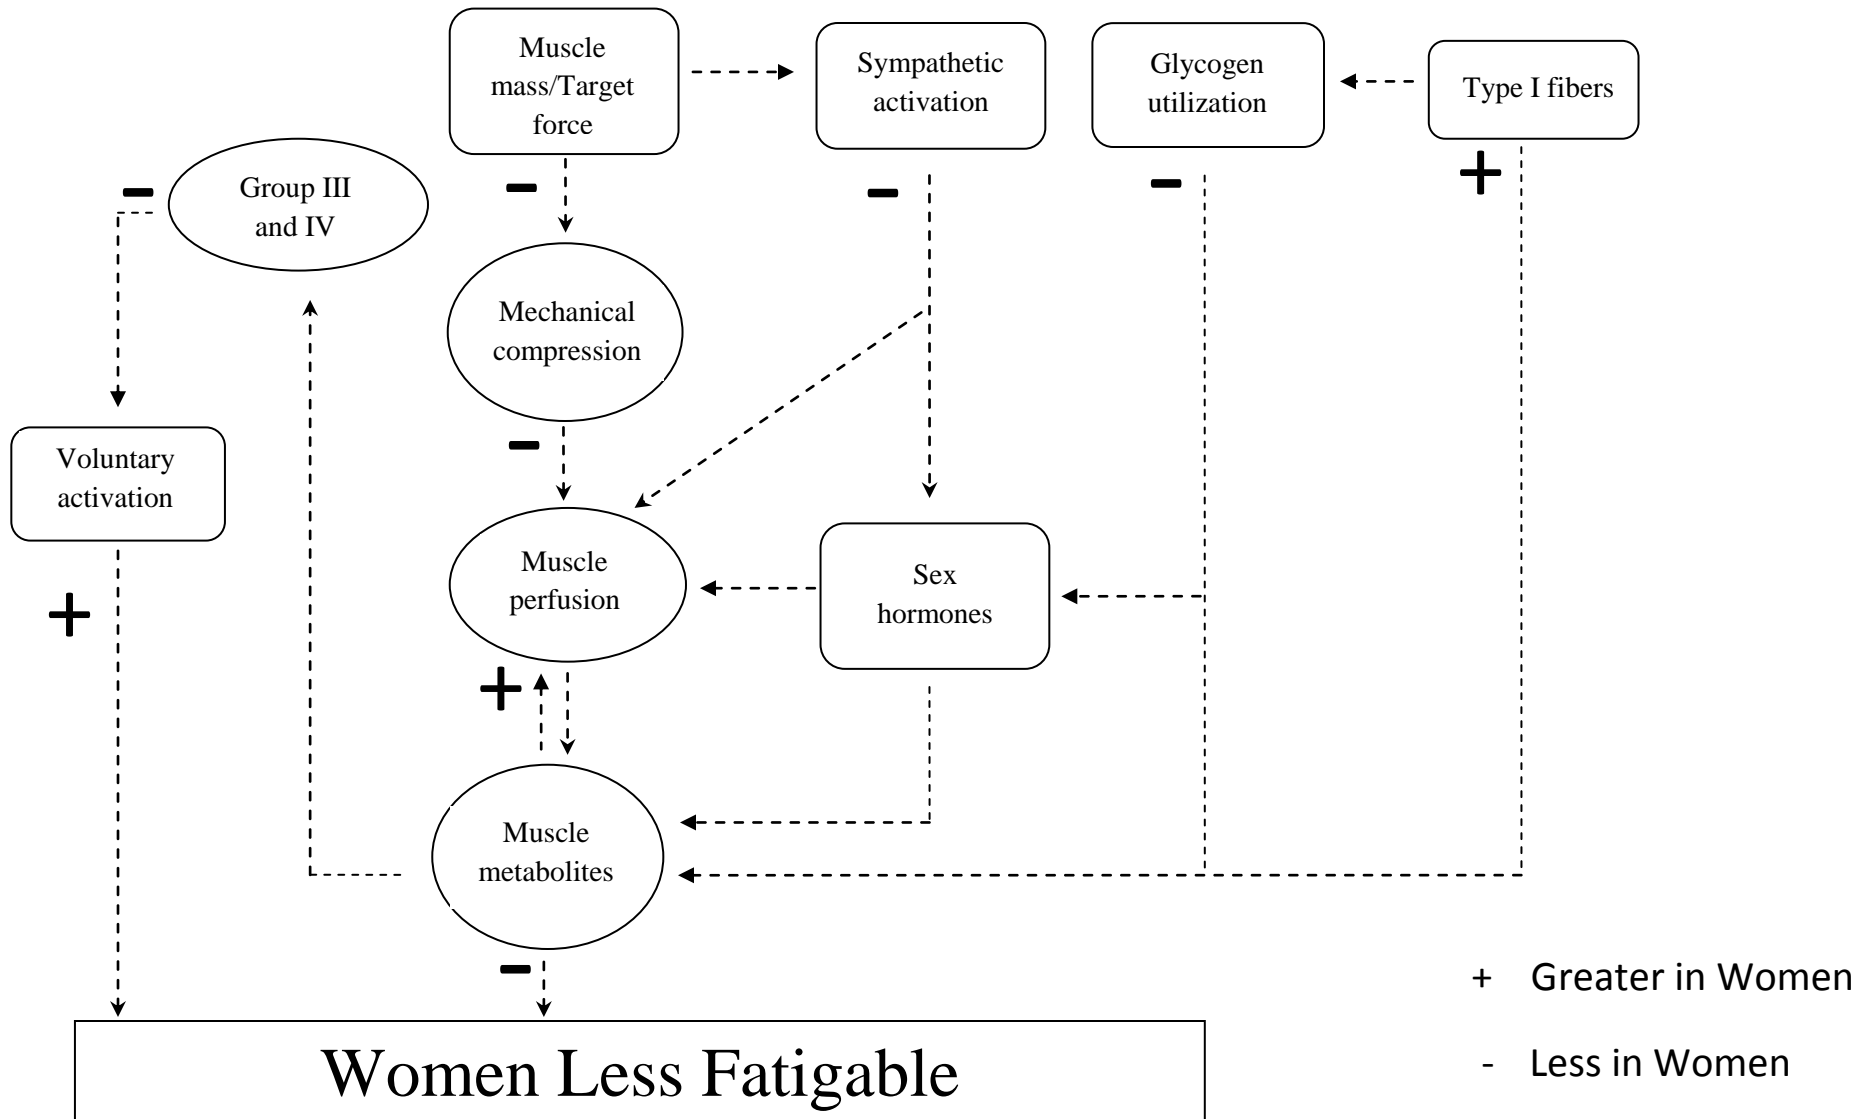 Muscle
mass/Target
force
Sympathetic
activation
Glycogen
utilization
Type I fibers
-
-
-
+
-
Group III
and IV
Mechanical
compression
-
Voluntary
activation
+
Muscle
perfusion
Sex
hormones
+
Muscle
metabolites
-
Women Less Fatigable
+ Greater in Women
- Less in Women